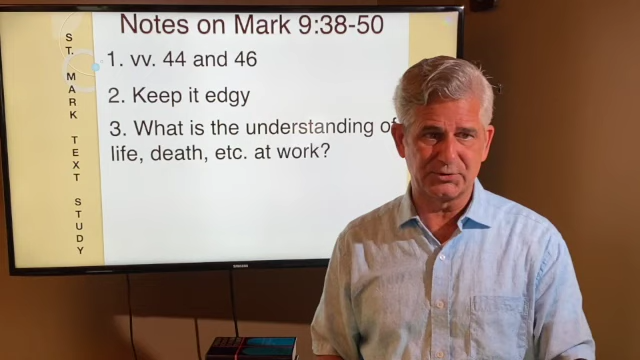 ST. MARK TEXT STUDY
Notes on Mark 9:38-50
1. vv. 44 and 46
2. Keep it edgy
3. What is the understanding of
life, death, etc. at work?